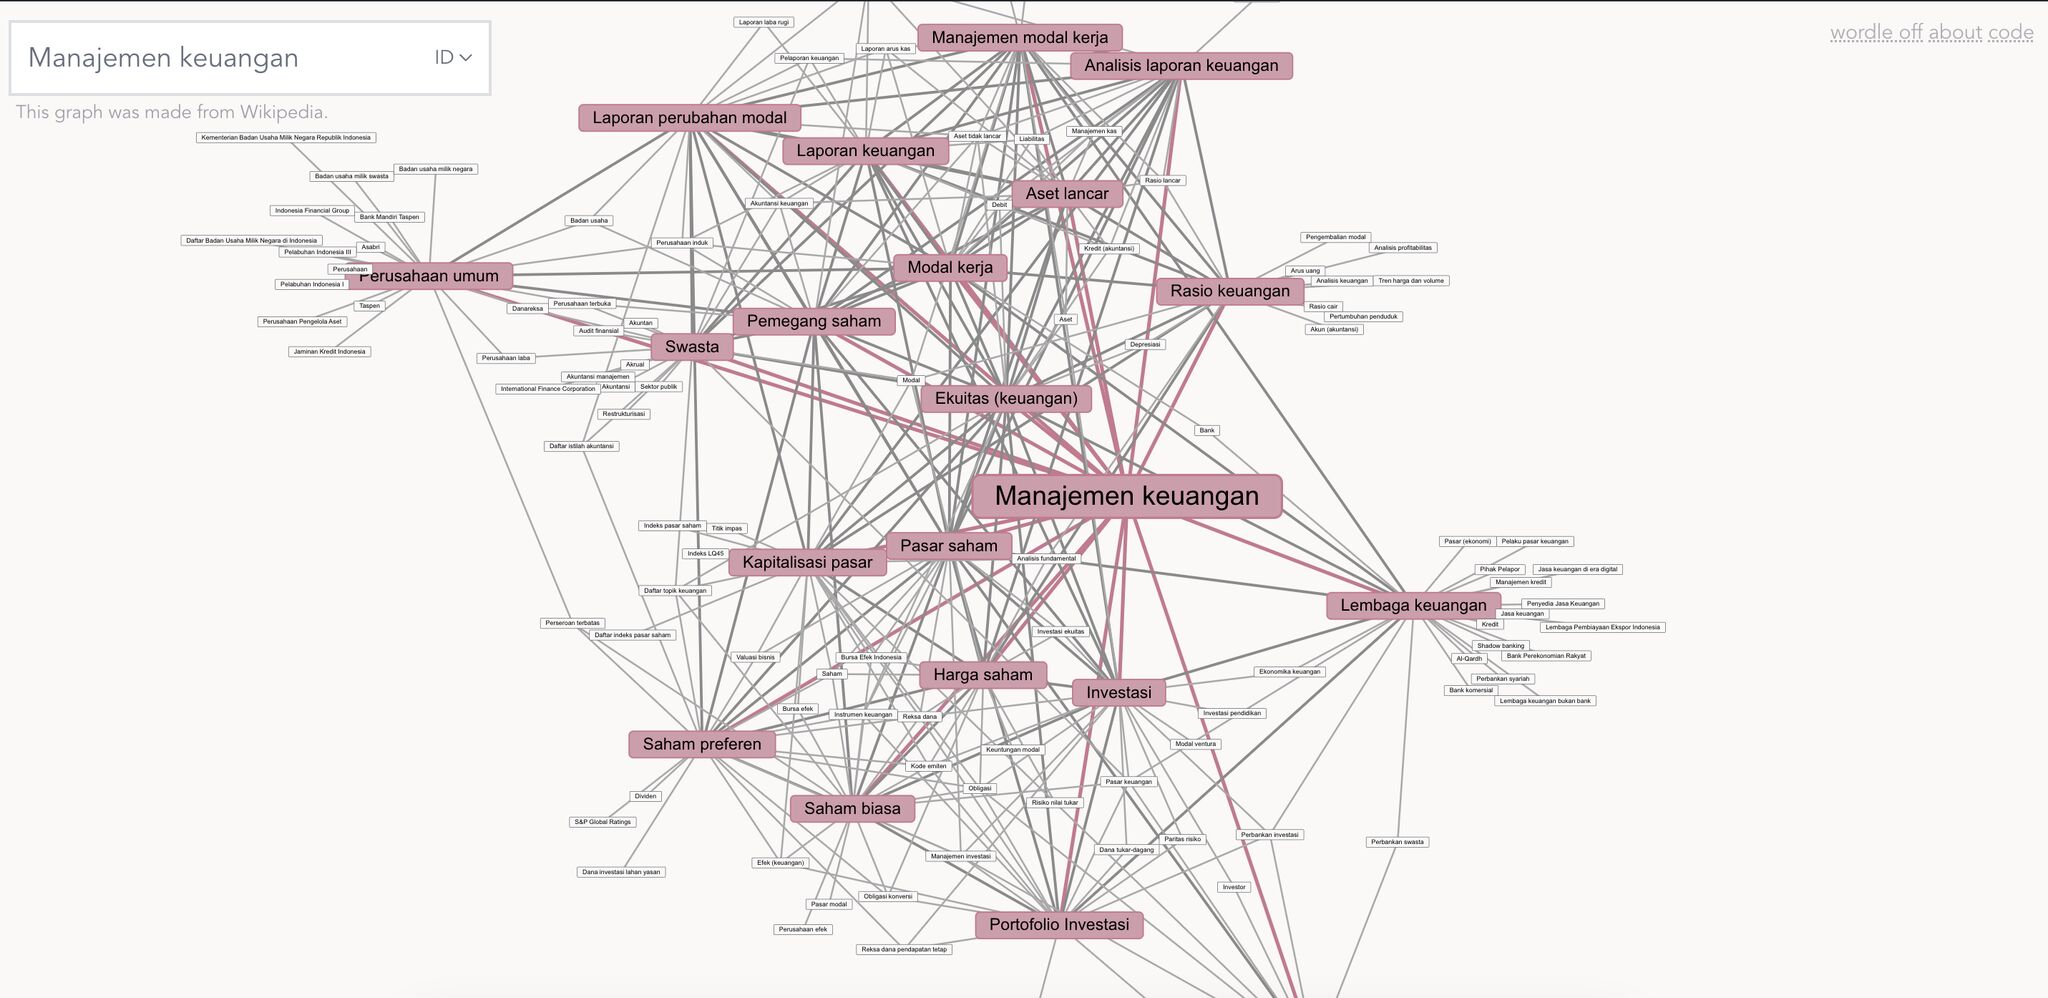 Manajemen keuangan
ID
This graph was made from Wikipedia.
wordle off about code
Laporan laba rugi
Manajemen modal kerja
Laporan arus kas
Pelaporan keuangan
Analisis laporan keuangan
Laporan perubahan modal
Kementerian Badan Usaha Milik Negara Republik Indonesia
Aset tidak lancar
Liabilitas
Manajemen kas
Laporan keuangan
Badan usaha milik negara
Badan usaha milik swasta
Rasio lancar
Aset lancar
Akuntansi keuangan
Debit
Indonesia Financial Group
Bank Mandiri Taspen
Badan usaha
Daftar Badan Usaha Milik Negara di Indonesia
Perusahaan induk
Pengembalian modal
Asabri
Pelabuhan Indonesia III
Kredit (akuntansi)
Analisis profitabilitas
Perusahaan
Perusahaan umum
Modal kerja
Arus uang
Pelabuhan Indonesia I
Analisis keuangan
Tren harga dan volume
Rasio keuangan
Taspen
Perusahaan terbuka
Danareksa
Rasio cair
Perusahaan Pengelola Aset
Akuntan
Pemegang saham
Aset
Pertumbuhan penduduk
Audit finansial
Akun (akuntansi)
Jaminan Kredit Indonesia
Perusahaan laba
Swasta
Depresiasi
Akrual
Akuntansi manajemen
International Finance Corporation
Akuntansi
Sektor publik
Modal
Ekuitas (keuangan)
Restrukturisasi
Bank
Daftar istilah akuntansi
Manajemen keuangan
Indeks pasar saham
Titik impas
Indeks LQ45
Kapitalisasi pasar
Pasar saham
Analisis fundamental
Pasar (ekonomi)
Pelaku pasar keuangan
Pihak Pelapor
Jasa keuangan di era digital
Manajemen kredit
Daftar topik keuangan
Lembaga keuangan
Penyedia Jasa Keuangan
Jasa keuangan
Kredit
Lembaga Pembiayaan Ekspor Indonesia
Perseroan terbatas
Daftar indeks pasar saham
Investasi ekuitas
Shadow banking
Bank Perekonomian Rakyat
Valuasi bisnis
Bursa Efek Indonesia
Al-Qardh
Saham
Harga saham
Ekonomika keuangan
Perbankan syariah
Bank komersial
Investasi
Lembaga keuangan bukan bank
Bursa efek
Instrumen keuangan
Reksa dana
Investasi pendidikan
Saham preferen
Keuntungan modal
Modal ventura
Kode emiten
Pasar keuangan
Obligasi
Dividen
Saham biasa
Risiko nilai tukar
S&P Global Ratings
Paritas risiko
Perbankan investasi
Perbankan swasta
Dana tukar-dagang
Manajemen investasi
Efek (keuangan)
Dana investasi lahan yasan
Investor
Obligasi konversi
Pasar modal
Portofolio Investasi
Perusahaan efek
Reksa dana pendapatan tetap